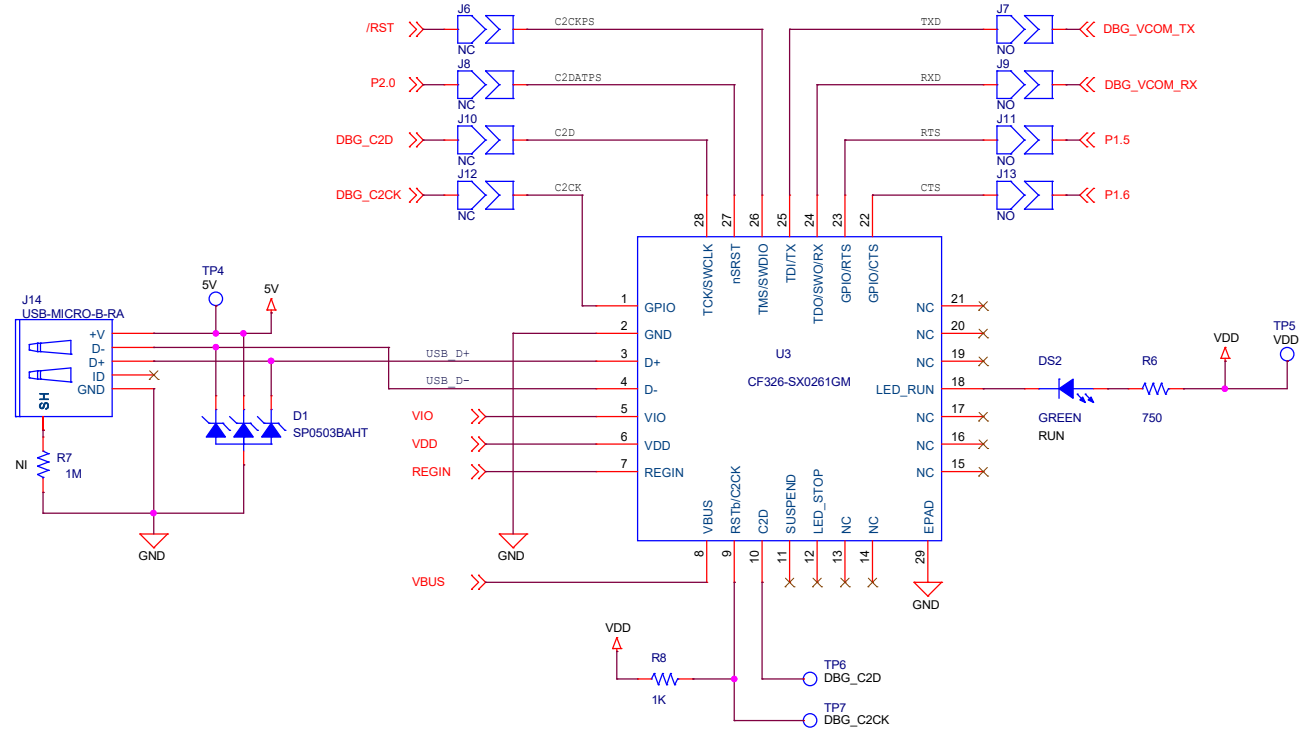 J6
/RST
C2CKPS
NC
J8
P2.0
C2DATPS
NC
J10
DBG_C2D
C2D
NC
J12
DBG_C2CK
C2CK
NC
J7
TXD
DBG_VCOM_TX
NO
J9
RXD
DBG_VCOM_RX
NO
J11
RTS
P1.5
NO
J13
CTS
P1.6
NO
28
27
26
25
24
23
22
TCK/SWCLK
nSRST
TMS/SWDIO
TDI/TX
TDO/SWO/RX
GPIO/RTS
GPIO/CTS
TP4
5V
5V
J14
USB-MICRO-B-RA
+V
D-
D+
ID
GND
SH
NI
R7
1M
GND
D1
SP0503BAHT
USB_D+
USB_D-
VIO
VDD
REGIN
GND
1
GPIO
2
GND
3
D+
4
D-
5
VIO
6
VDD
7
REGIN
U3
CF326-SX0261GM
NC
21
NC
20
NC
19
LED_RUN
18
NC
17
NC
16
NC
15
DS2
GREEN
RUN
R6
750
VDD
TP5
VDD
VBUS
RSTb/C2CK
C2D
SUSPEND
LED_STOP
NC
NC
EPAD
8
9
10
11
12
13
14
29
VBUS
GND
VDD
R8
1K
TP6
DBG_C2D
TP7
DBG_C2CK